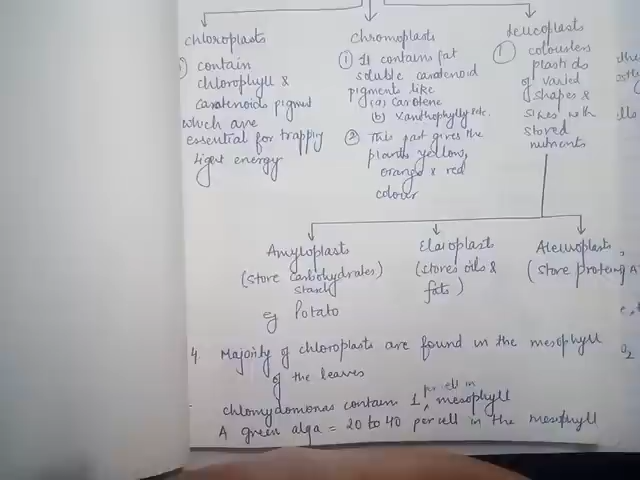 chloroplasts
① contain
chlorophyll &
carotenoids pigment
which are
essential for trapping
light energy
chromoplasts
① It contains fat
soluble carotenoid
pigments like
(a) Carotene
(b) Xanthophylls etc.
② This part gives the
plants yellow,
orange & red
colour
Leucoplasts
① colourless
plastids
of varied
shapes &
sizes with
stored
nutrients
Amyloplasts
(store carbohydrates)
starch
eg Potato
Elaioplasts
(stores oils &
fats)
Aleuroplasts,
(store proteins)
4. Majority of chloroplasts are found in the mesophyll
of the leaves
per cell in
chlomydomonas contain 1 ^ mesophyll
A green alga = 20 to 40 per cell in the mesophyll
O2